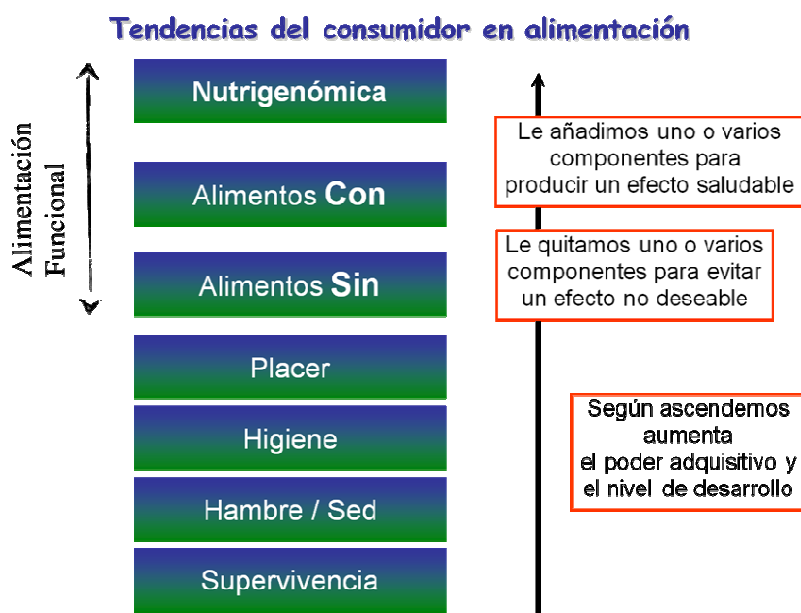 Tendencias del consumidor en alimentación
Alimentación
Funcional
Nutrigenómica
Alimentos Con
Alimentos Sin
Placer
Higiene
Hambre / Sed
Supervivencia
Le añadimos uno o varios
componentes para
producir un efecto saludable
Le quitamos uno o varios
componentes para evitar
un efecto no deseable
Según ascendemos
aumenta
el poder adquisitivo y
el nivel de desarrollo